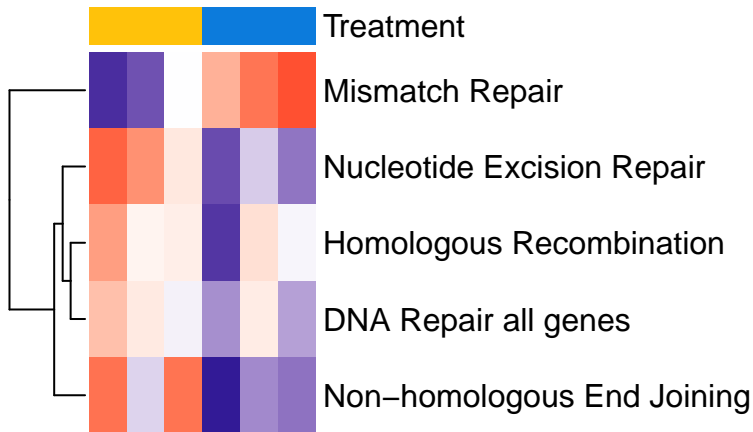 Treatment
Mismatch Repair
Nucleotide Excision Repair
Homologous Recombination
DNA Repair all genes
Non−homologous End Joining